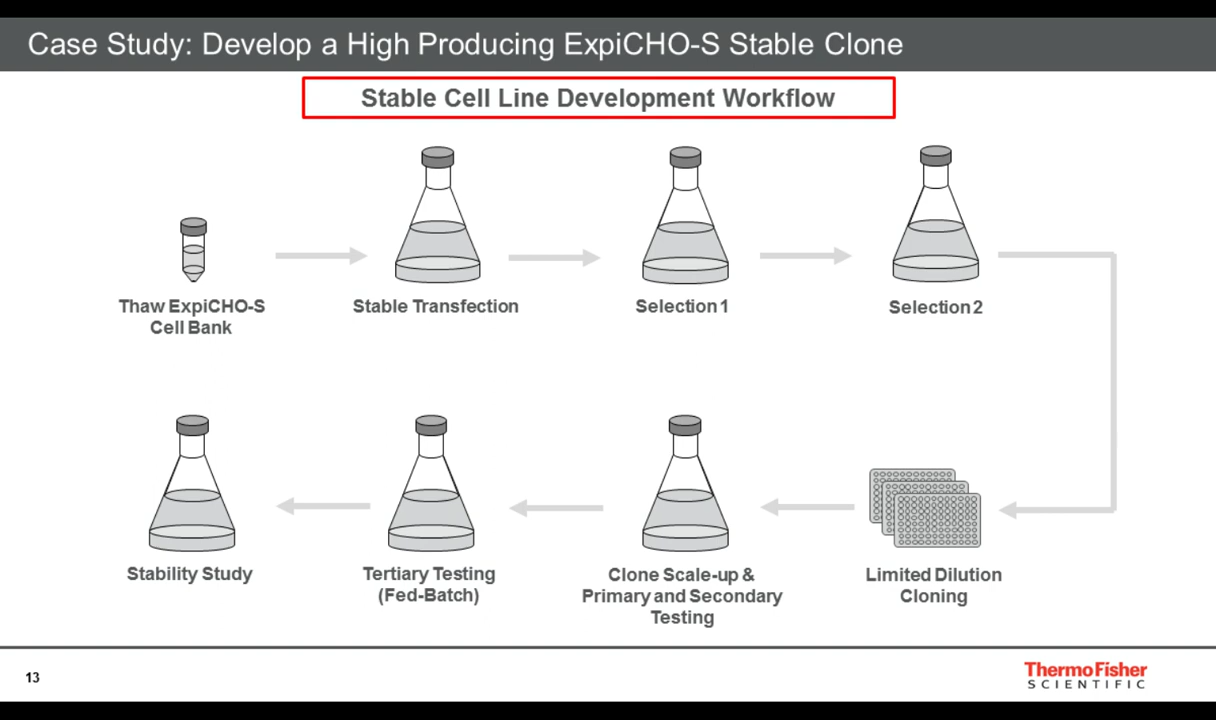 Case Study: Develop a High Producing ExpiCHO-S Stable Clone
Stable Cell Line Development Workflow
Thaw ExpiCHO-S
Cell Bank
Stable Transfection
Selection 1
Selection 2
Stability Study
Tertiary Testing
(Fed-Batch)
Clone Scale-up &
Primary and Secondary
Testing
Limited Dilution
Cloning
13
ThermoFisher
SCIENTIFIC